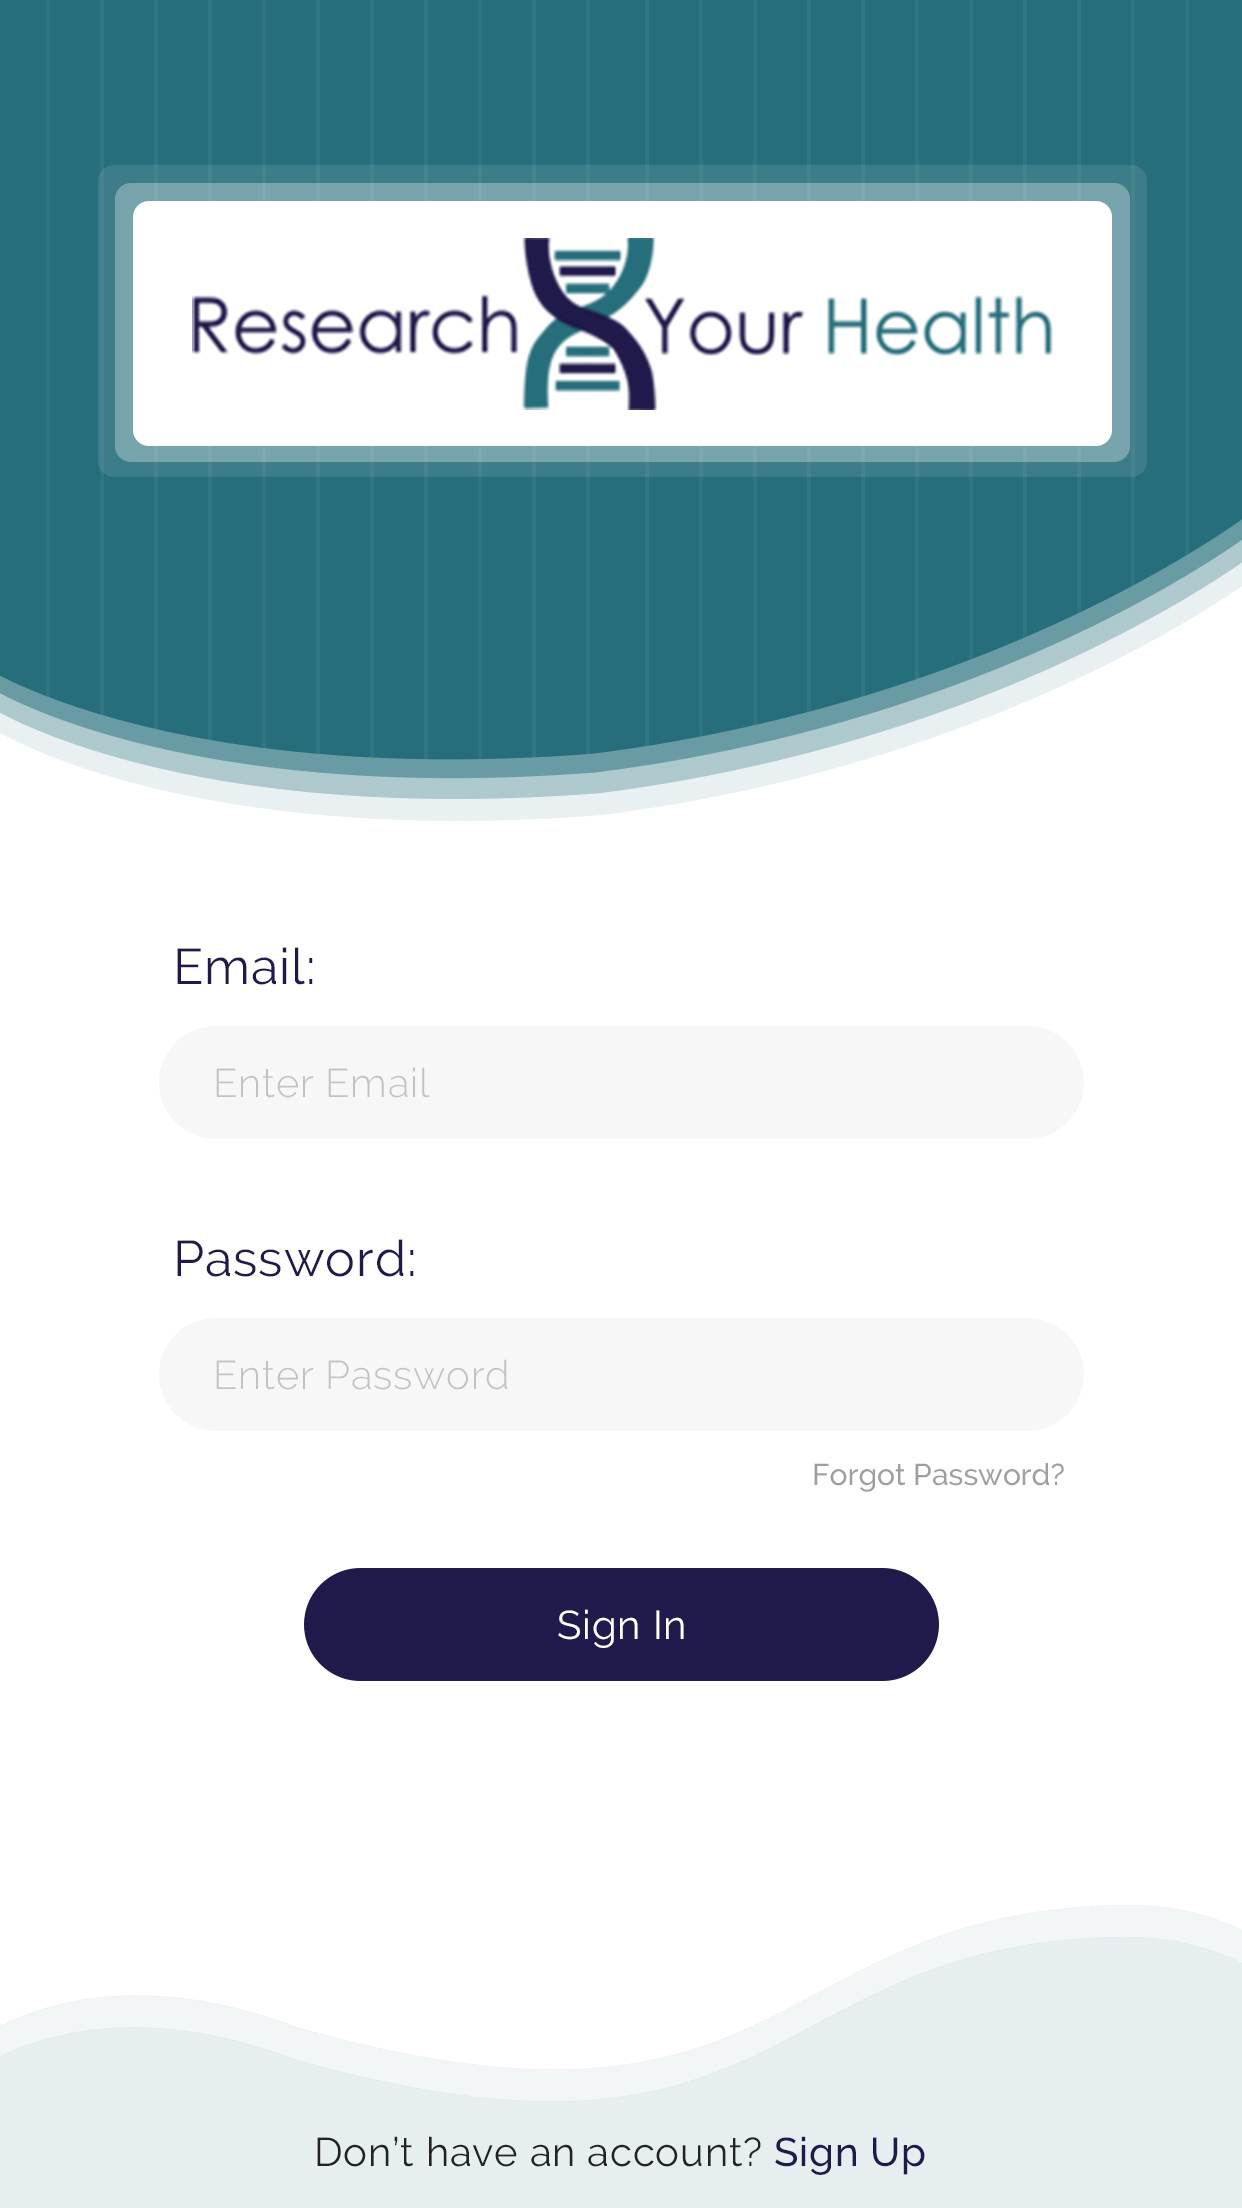 Research Your Health
Email:
Enter Email
Password:
Enter Password
Forgot Password?
Sign In
Don’t have an account? Sign Up